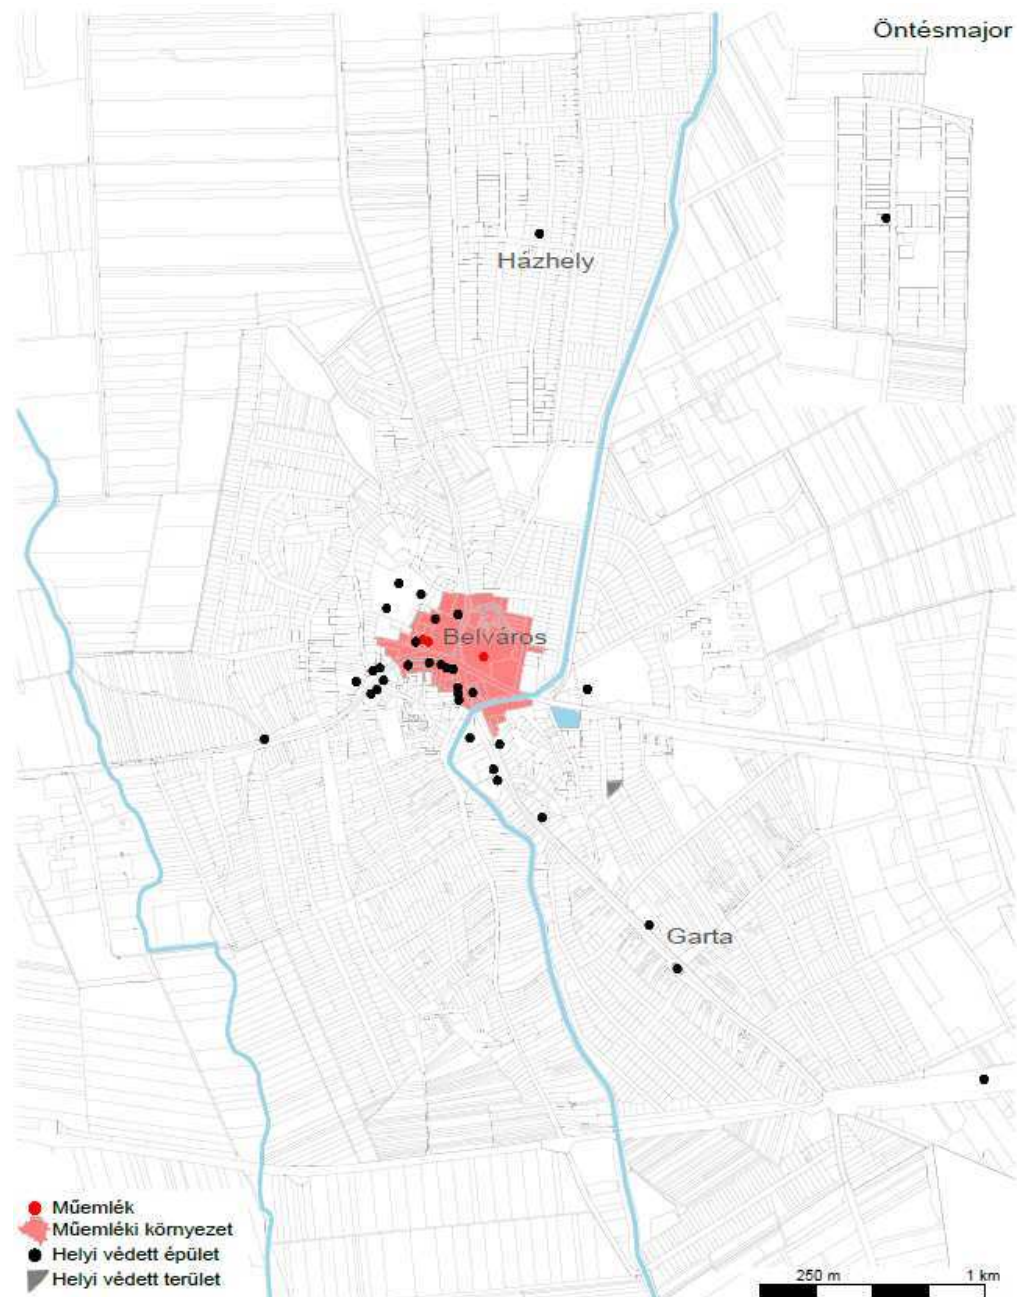 Öntésmajor
Házhely
Belváros
Garta
Műemlék
Műemléki környezet
Helyi védett épület
Helyi védett terület
250 m 1 km